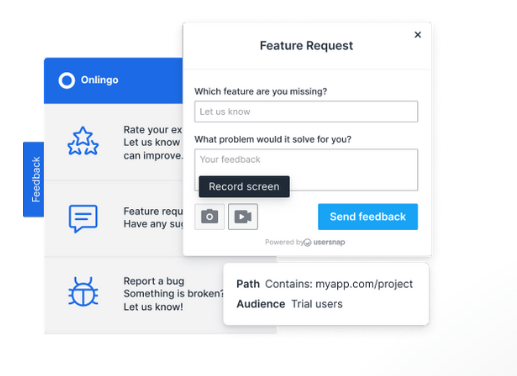 Feature Request
Which feature are you missing?
Let us know
What problem would it solve for you?
Your feedback
Record screen
Send feedback
Powered by usersnap
Onlingo
Feedback
Rate your ex
Let us know
can improve.
Feature requ
Have any su
Report a bug
Something is broken?
Let us know!
Path Contains: myapp.com/project
Audience Trial users